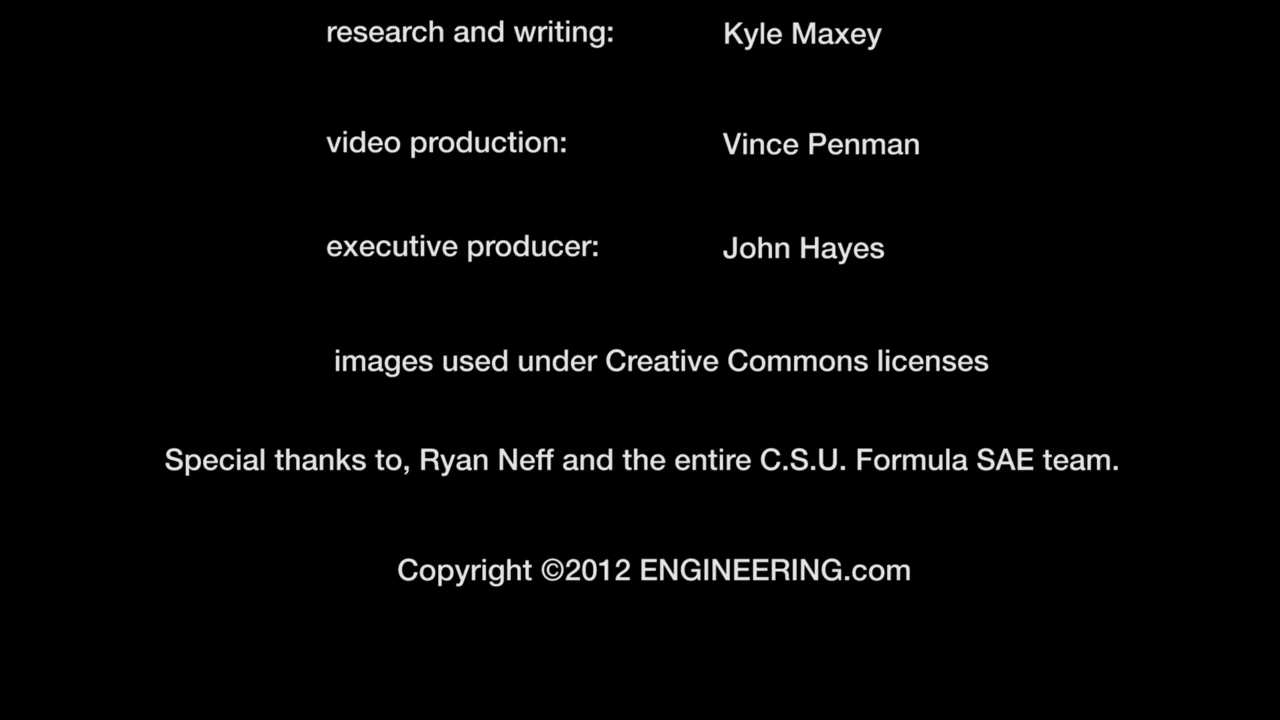 research and writing: Kyle Maxey
video production: Vince Penman
executive producer: John Hayes
images used under Creative Commons licenses
Special thanks to, Ryan Neff and the entire C.S.U. Formula SAE team.
Copyright ©2012 ENGINEERING.com